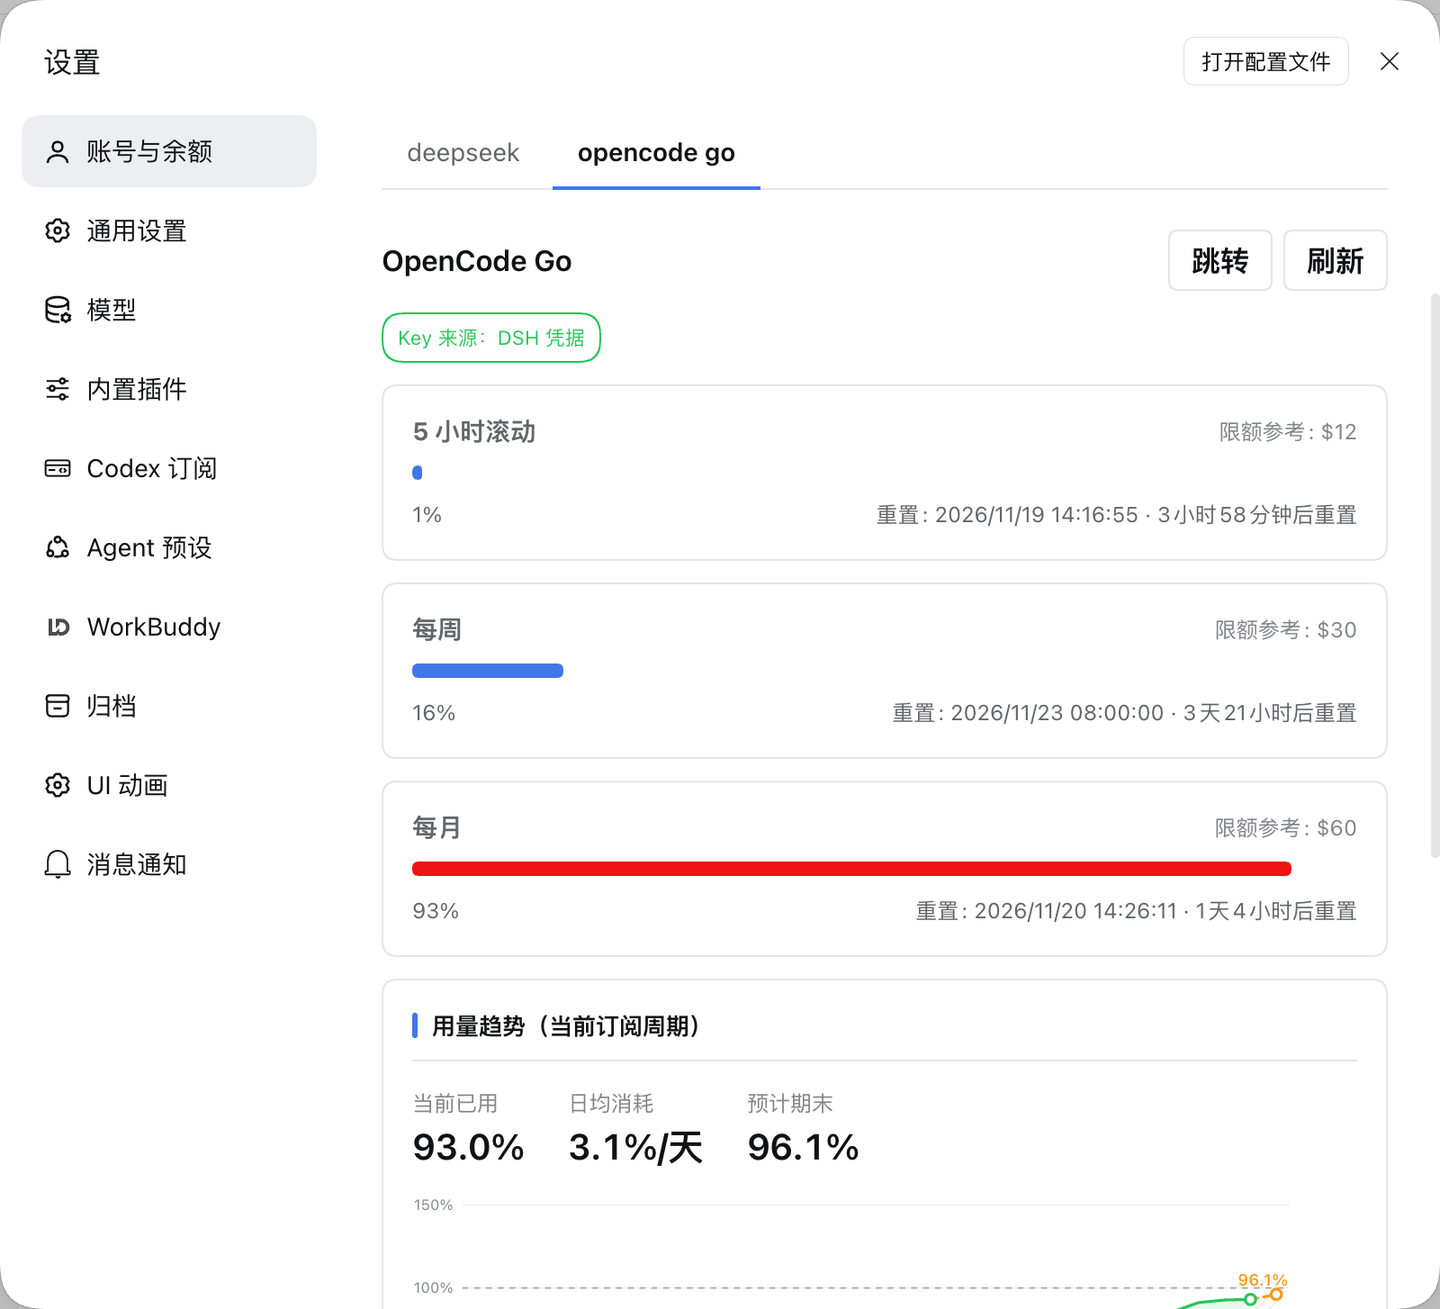 设置
打开配置文件
账号与余额
通用设置
模型
内置插件
Codex 订阅
Agent 预设
WorkBuddy
归档
UI 动画
消息通知
deepseek
opencode go
OpenCode Go
跳转
刷新
Key 来源：DSH 凭据
5 小时滚动
限额参考: $12
1%
重置: 2026/11/19 14:16:55 · 3小时58分钟后重置
每周
限额参考: $30
16%
重置: 2026/11/23 08:00:00 · 3天21小时后重置
每月
限额参考: $60
93%
重置: 2026/11/20 14:26:11 · 1天4小时后重置
用量趋势（当前订阅周期）
当前已用
日均消耗
预计期末
93.0%
3.1%/天
96.1%
150%
100%
96.1%